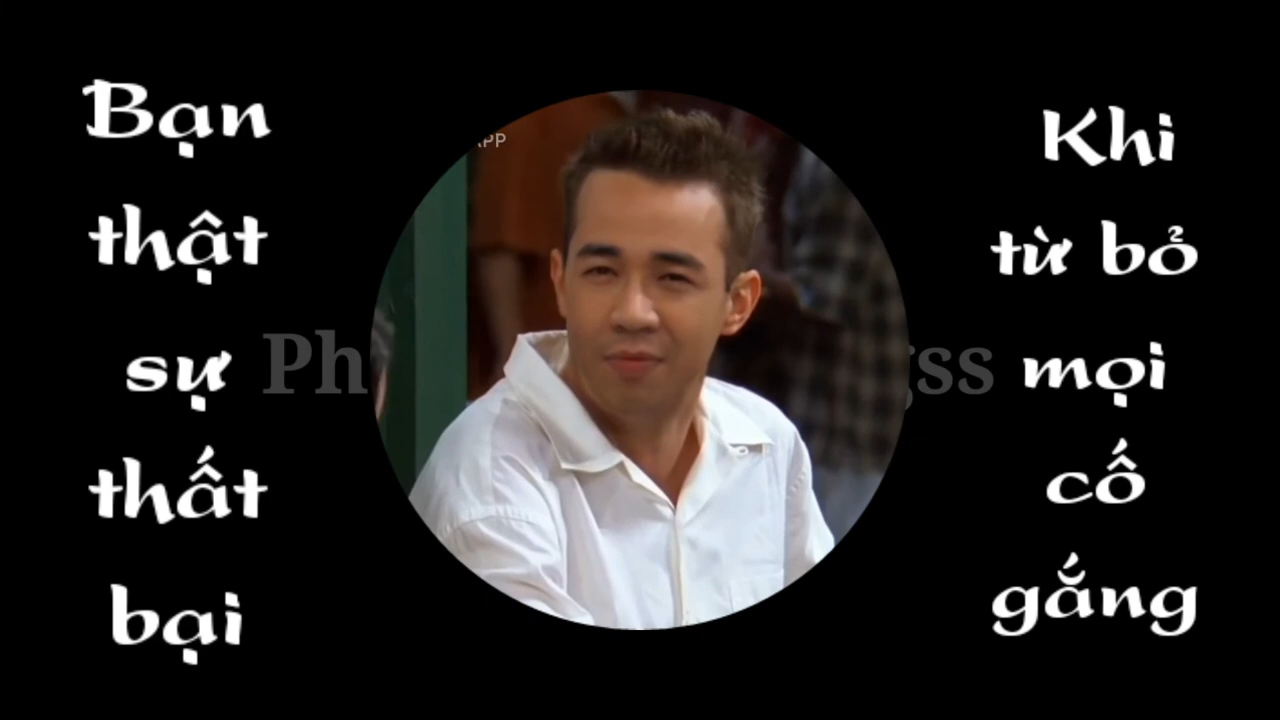 Bạn
thật
sự
thất
bại
Khi
từ bỏ
mọi
cố
gắng